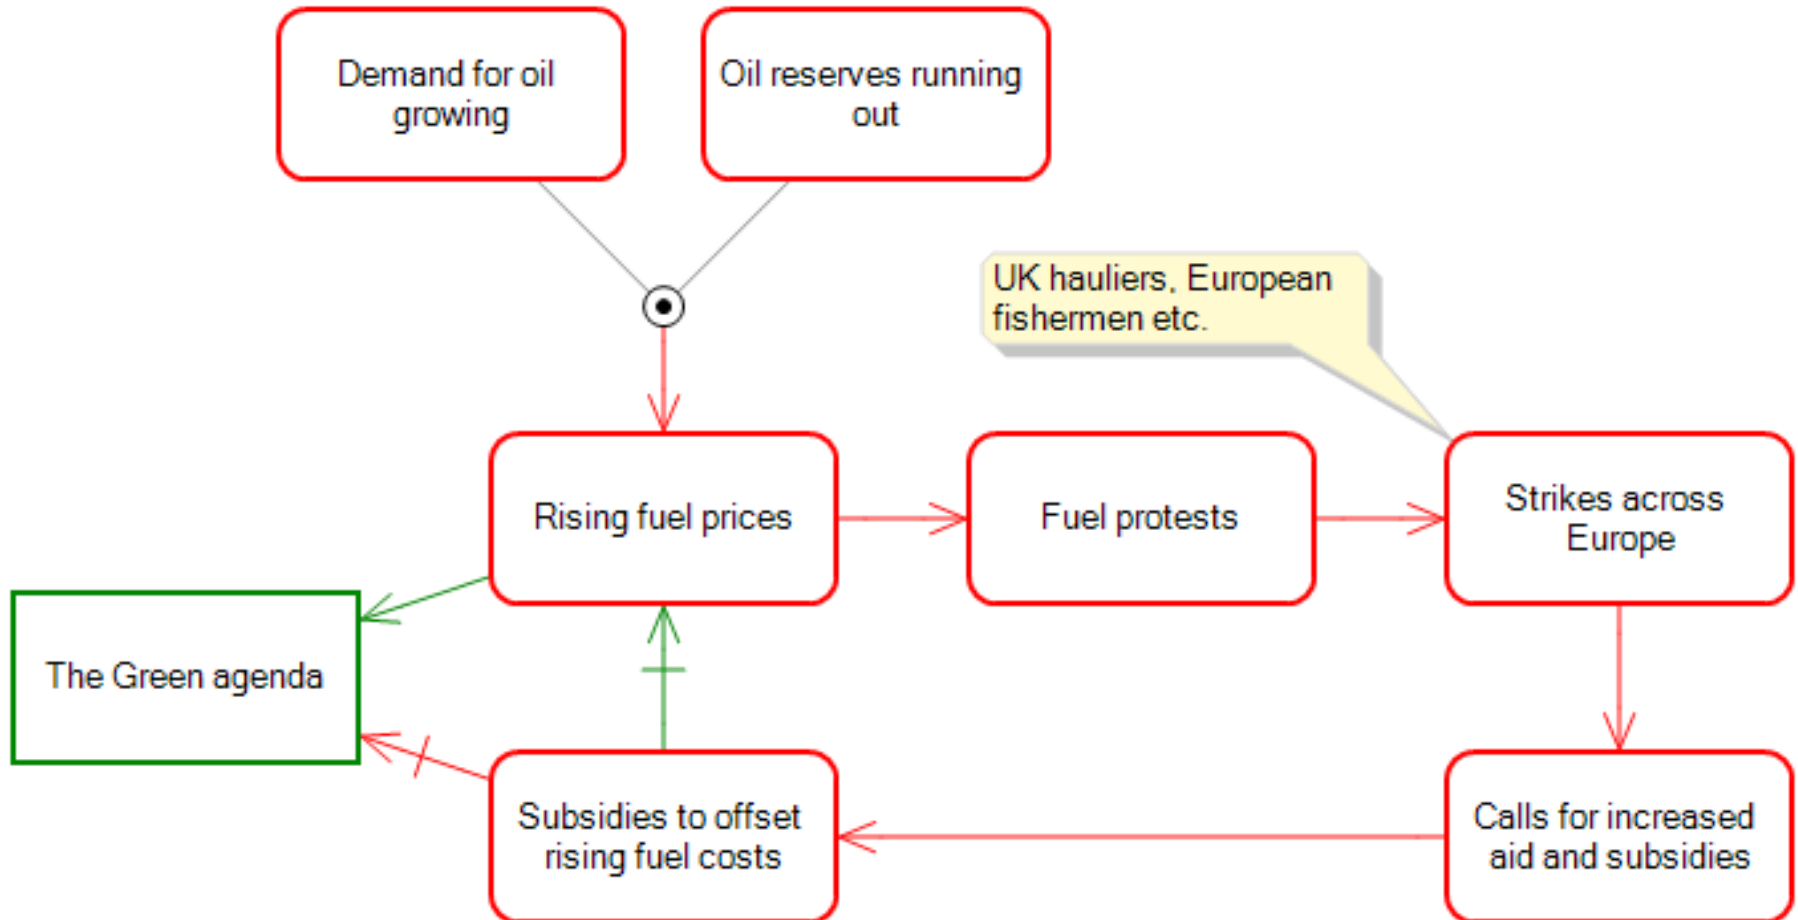 Demand for oil
growing
Oil reserves running
out
UK hauliers, European
fishermen etc.
Rising fuel prices
Fuel protests
Strikes across
Europe
The Green agenda
Subsidies to offset
rising fuel costs
Calls for increased
aid and subsidies